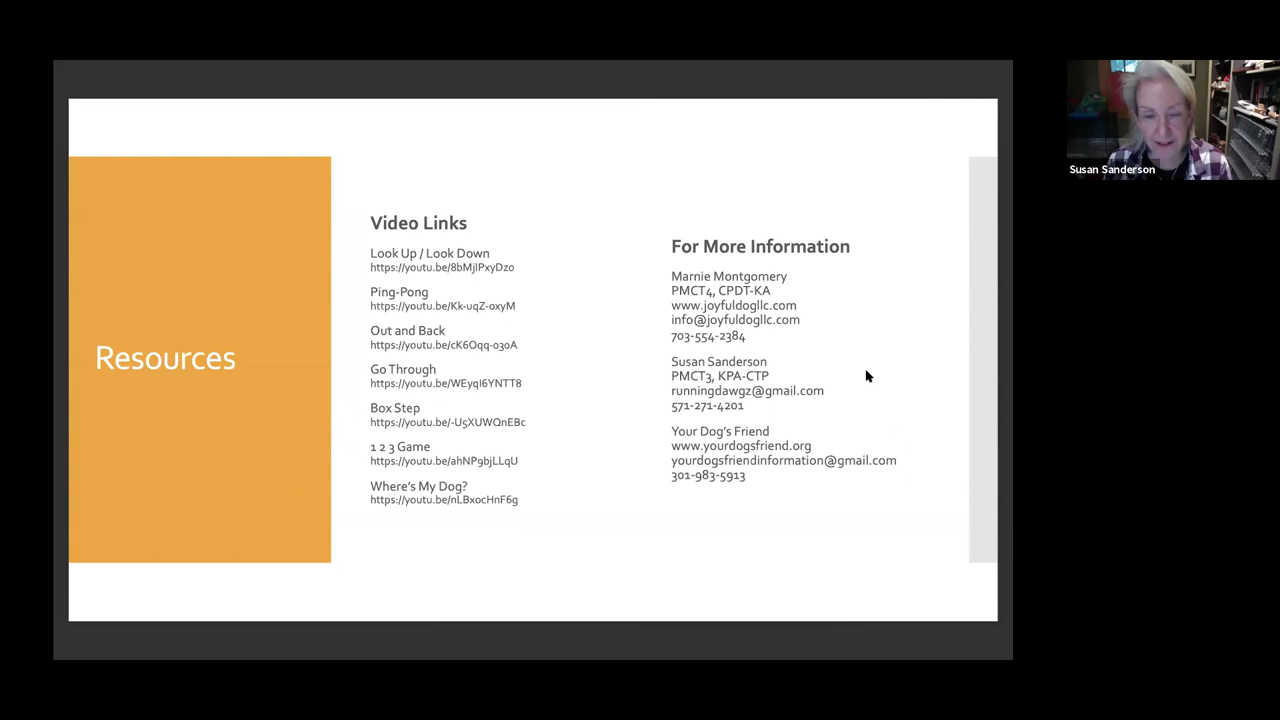 Resources
Video Links
Look Up / Look Down
https://youtu.be/8bMjIPxyDzo
Ping-Pong
https://youtu.be/Kk-uqZ-oxyM
Out and Back
https://youtu.be/cK6Oqq-o3oA
Go Through
https://youtu.be/WEyqI6YNTT8
Box Step
https://youtu.be/-U5XUWQnEBc
1 2 3 Game
https://youtu.be/ahNP9bjLLqU
Where's My Dog?
https://youtu.be/nLBxocHnF6g
For More Information
Marnie Montgomery
PMCT4, CPDT-KA
www.joyfuldogllc.com
info@joyfuldogllc.com
703-554-2384
Susan Sanderson
PMCT3, KPA-CTP
runningdawgz@gmail.com
571-271-4201
Your Dog's Friend
www.yourdogsfriend.org
yourdogsfriendinformation@gmail.com
301-983-5913
Susan Sanderson